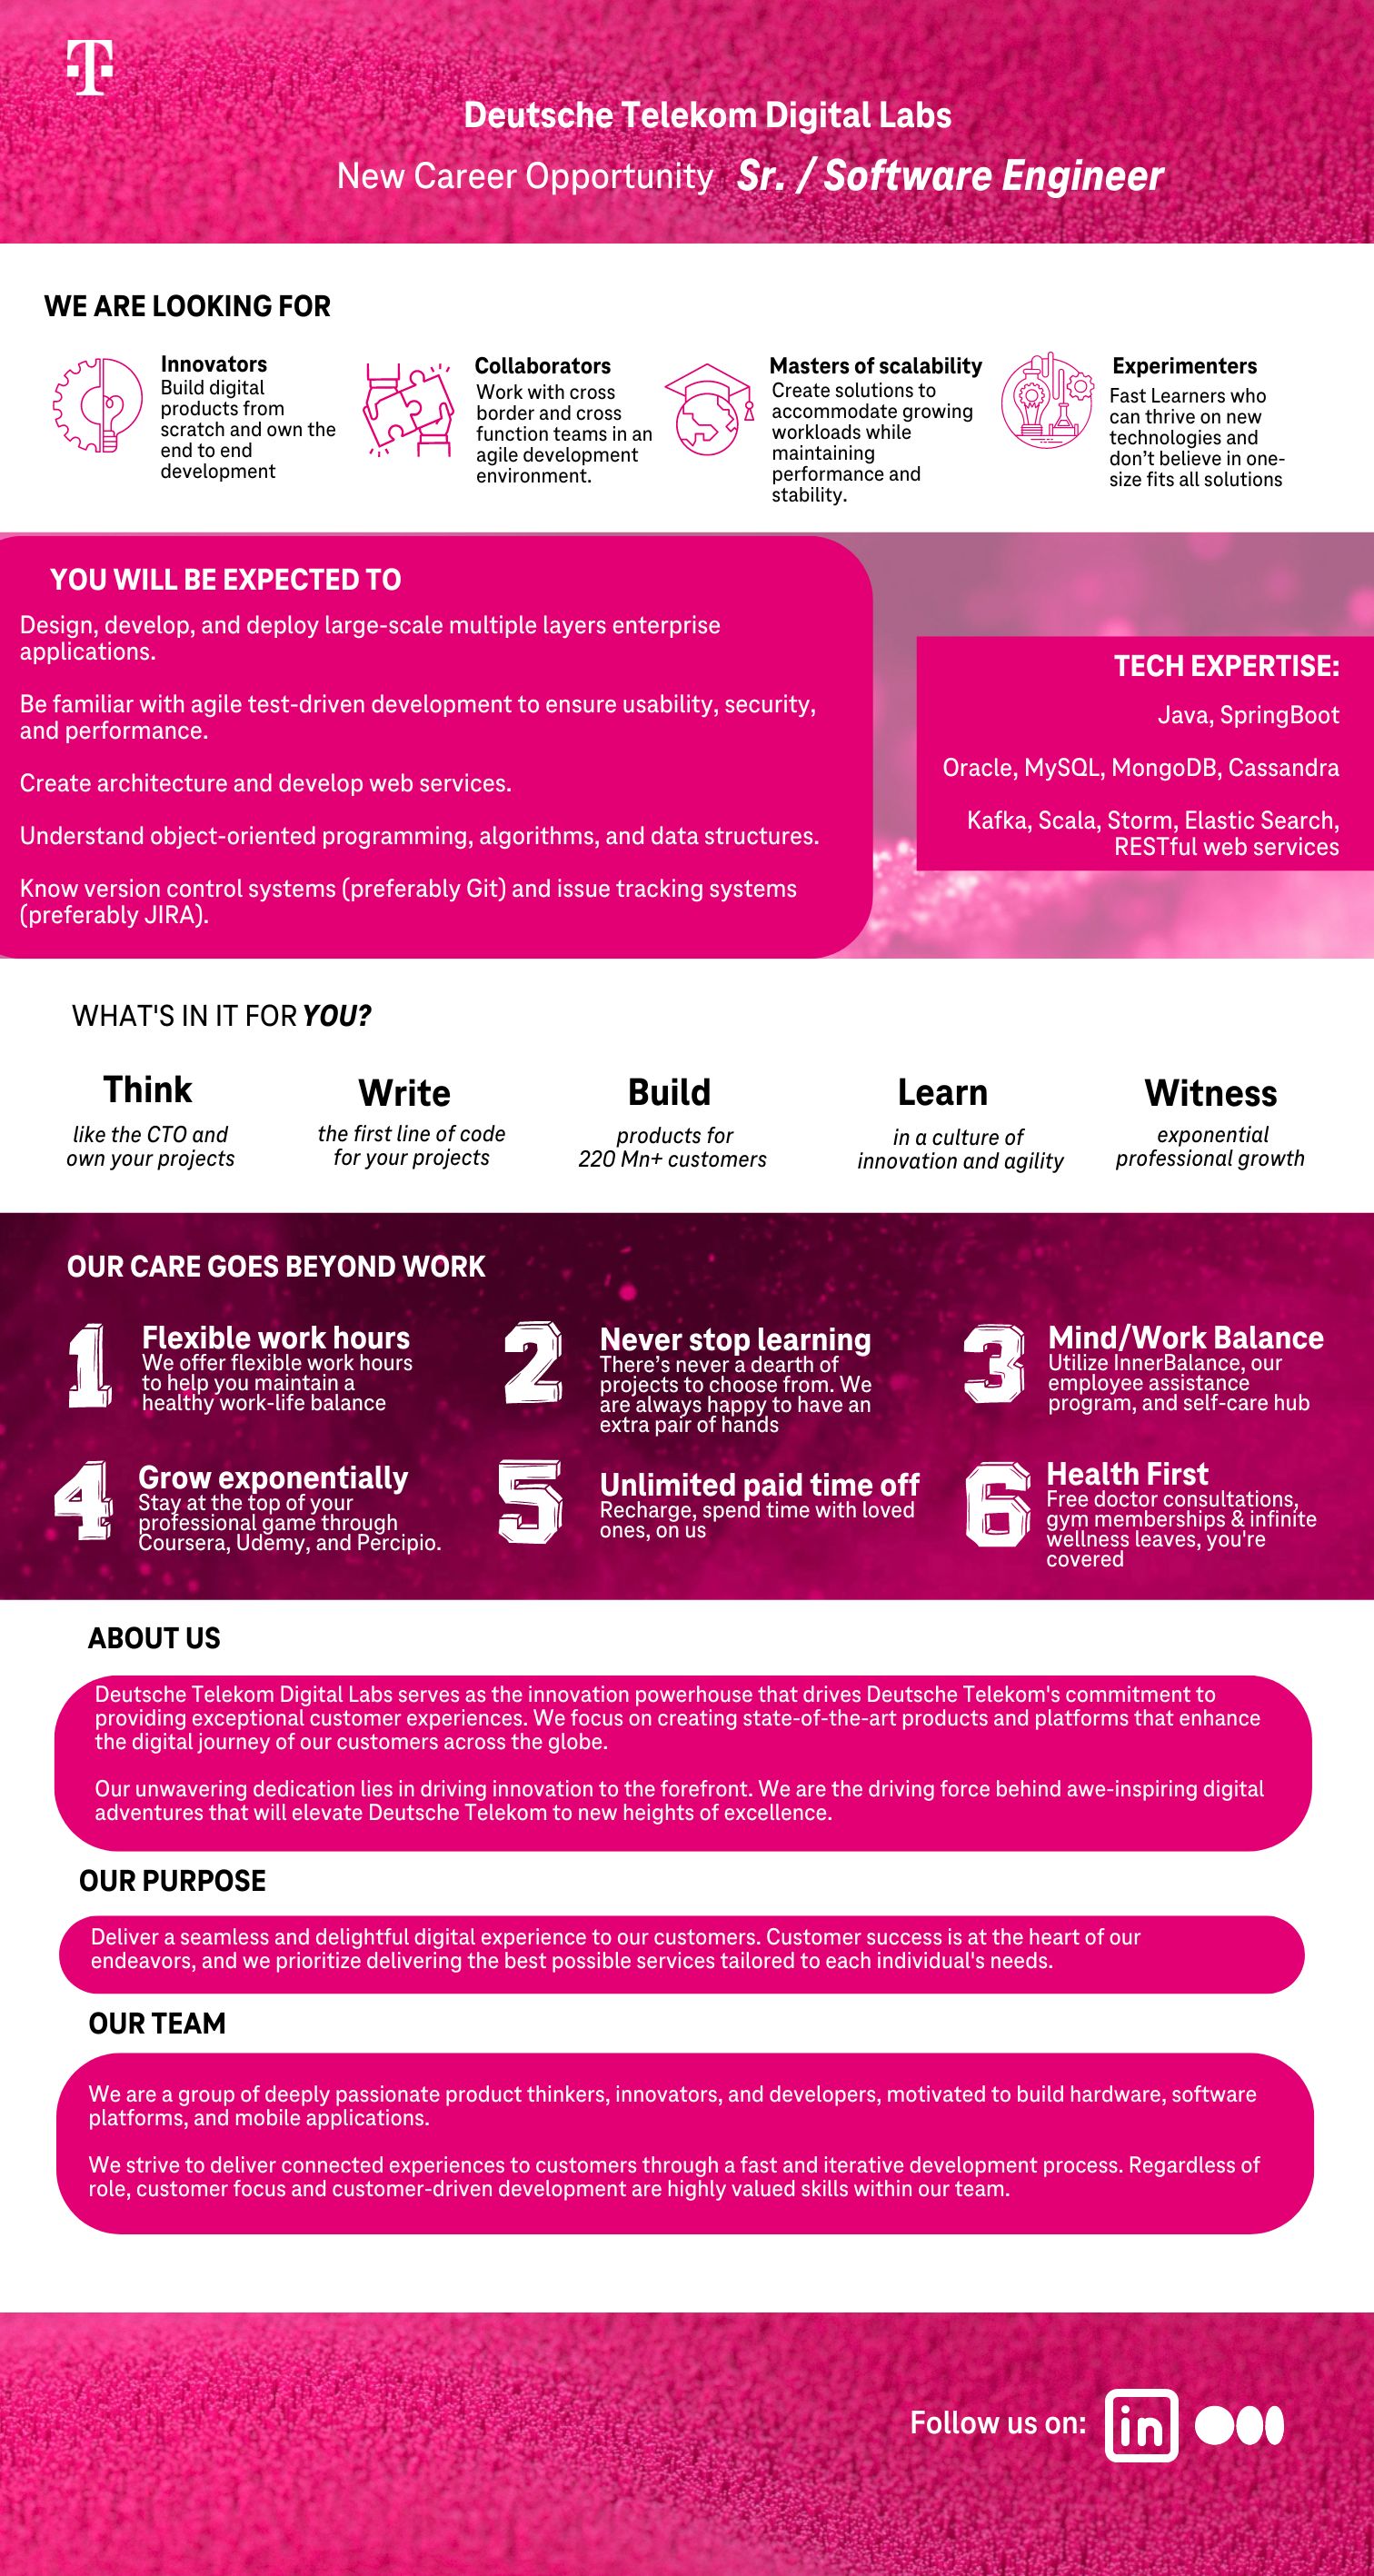 Deutsche Telekom Digital Labs
New Career Opportunity Sr. / Software Engineer
WE ARE LOOKING FOR
Innovators
Build digital
products from
scratch and own the
end to end
development
Collaborators
Work with cross
border and cross
function teams in an
agile development
environment.
Masters of scalability
Create solutions to
accommodate growing
workloads while
maintaining
performance and
stability.
Experimenters
Fast Learners who
can thrive on new
technologies and
don't believe in one-
size fits all solutions
YOU WILL BE EXPECTED TO
Design, develop, and deploy large-scale multiple layers enterprise
applications.
Be familiar with agile test-driven development to ensure usability, security,
and performance.
Create architecture and develop web services.
Understand object-oriented programming, algorithms, and data structures.
Know version control systems (preferably Git) and issue tracking systems
(preferably JIRA).
TECH EXPERTISE:
Java, SpringBoot
Oracle, MySQL, MongoDB, Cassandra
Kafka, Scala, Storm, Elastic Search,
RESTful web services
WHAT'S IN IT FOR YOU?
Think
like the CTO and
own your projects
Write
the first line of code
for your projects
Build
products for
220 Mn+ customers
Learn
in a culture of
innovation and agility
Witness
exponential
professional growth
OUR CARE GOES BEYOND WORK
1
Flexible work hours
We offer flexible work hours
to help you maintain a
healthy work-life balance
2
Never stop learning
There's never a dearth of
projects to choose from. We
are always happy to have an
extra pair of hands
3
Mind/Work Balance
Utilize InnerBalance, our
employee assistance
program, and self-care hub
4
Grow exponentially
Stay at the top of your
professional game through
Coursera, Udemy, and Percipio.
5
Unlimited paid time off
Recharge, spend time with loved
ones, on us
6
Health First
Free doctor consultations,
gym memberships & infinite
wellness leaves, you're
covered
ABOUT US
Deutsche Telekom Digital Labs serves as the innovation powerhouse that drives Deutsche Telekom's commitment to
providing exceptional customer experiences. We focus on creating state-of-the-art products and platforms that enhance
the digital journey of our customers across the globe.
Our unwavering dedication lies in driving innovation to the forefront. We are the driving force behind awe-inspiring digital
adventures that will elevate Deutsche Telekom to new heights of excellence.
OUR PURPOSE
Deliver a seamless and delightful digital experience to our customers. Customer success is at the heart of our
endeavors, and we prioritize delivering the best possible services tailored to each individual's needs.
OUR TEAM
We are a group of deeply passionate product thinkers, innovators, and developers, motivated to build hardware, software
platforms, and mobile applications.
We strive to deliver connected experiences to customers through a fast and iterative development process. Regardless of
role, customer focus and customer-driven development are highly valued skills within our team.
Follow us on: in